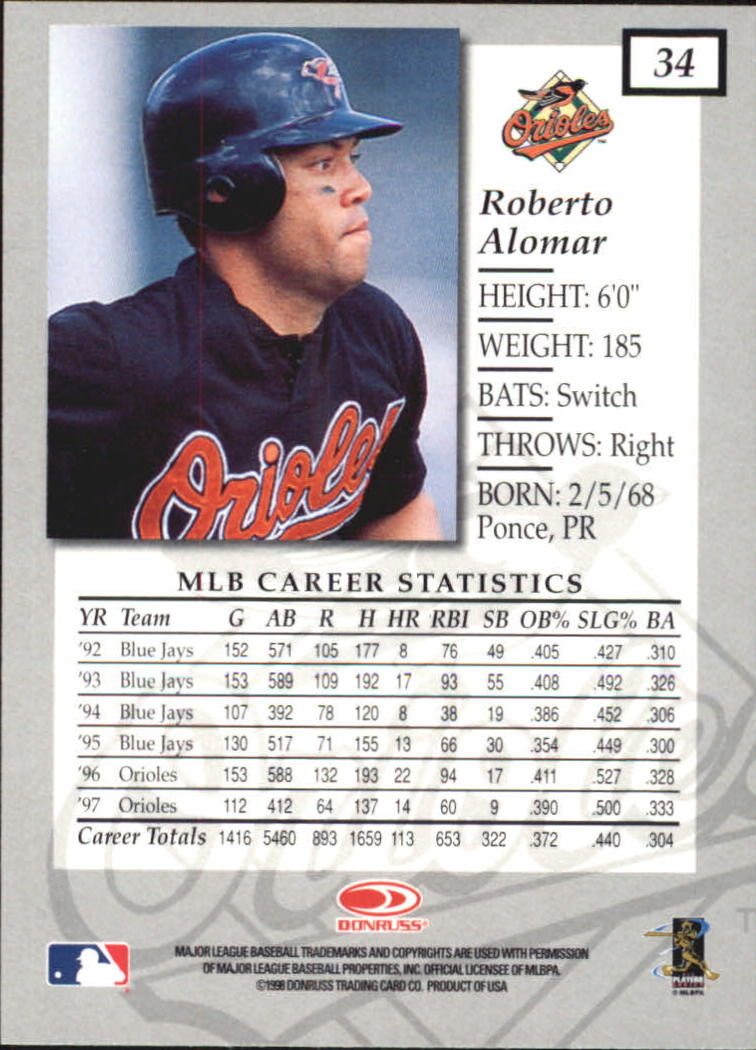 34
Orioles
TM
Roberto
Alomar
HEIGHT: 6'0"
WEIGHT: 185
BATS: Switch
THROWS: Right
BORN: 2/5/68
Ponce, PR
Orioles
MLB CAREER STATISTICS
YR Team G AB R H HR RBI SB OB% SLG% BA
'92 Blue Jays 152 571 105 177 8 76 49 .405 .427 .310
'93 Blue Jays 153 589 109 192 17 93 55 .408 .492 .326
'94 Blue Jays 107 392 78 120 8 38 19 .386 .452 .306
'95 Blue Jays 130 517 71 155 13 66 30 .354 .449 .300
'96 Orioles 153 588 132 193 22 94 17 .411 .527 .328
'97 Orioles 112 412 64 137 14 60 9 .390 .500 .333
Career Totals 1416 5460 893 1659 113 653 322 .372 .440 .304
DONRUSS®
MAJOR LEAGUE BASEBALL TRADEMARKS AND COPYRIGHTS ARE USED WITH PERMISSION
OF MAJOR LEAGUE BASEBALL PROPERTIES, INC. OFFICIAL LICENSEE OF MLBPA.
©1998 DONRUSS TRADING CARD CO. PRODUCT OF USA
PLAYERS
CHOICE
© MLBPA